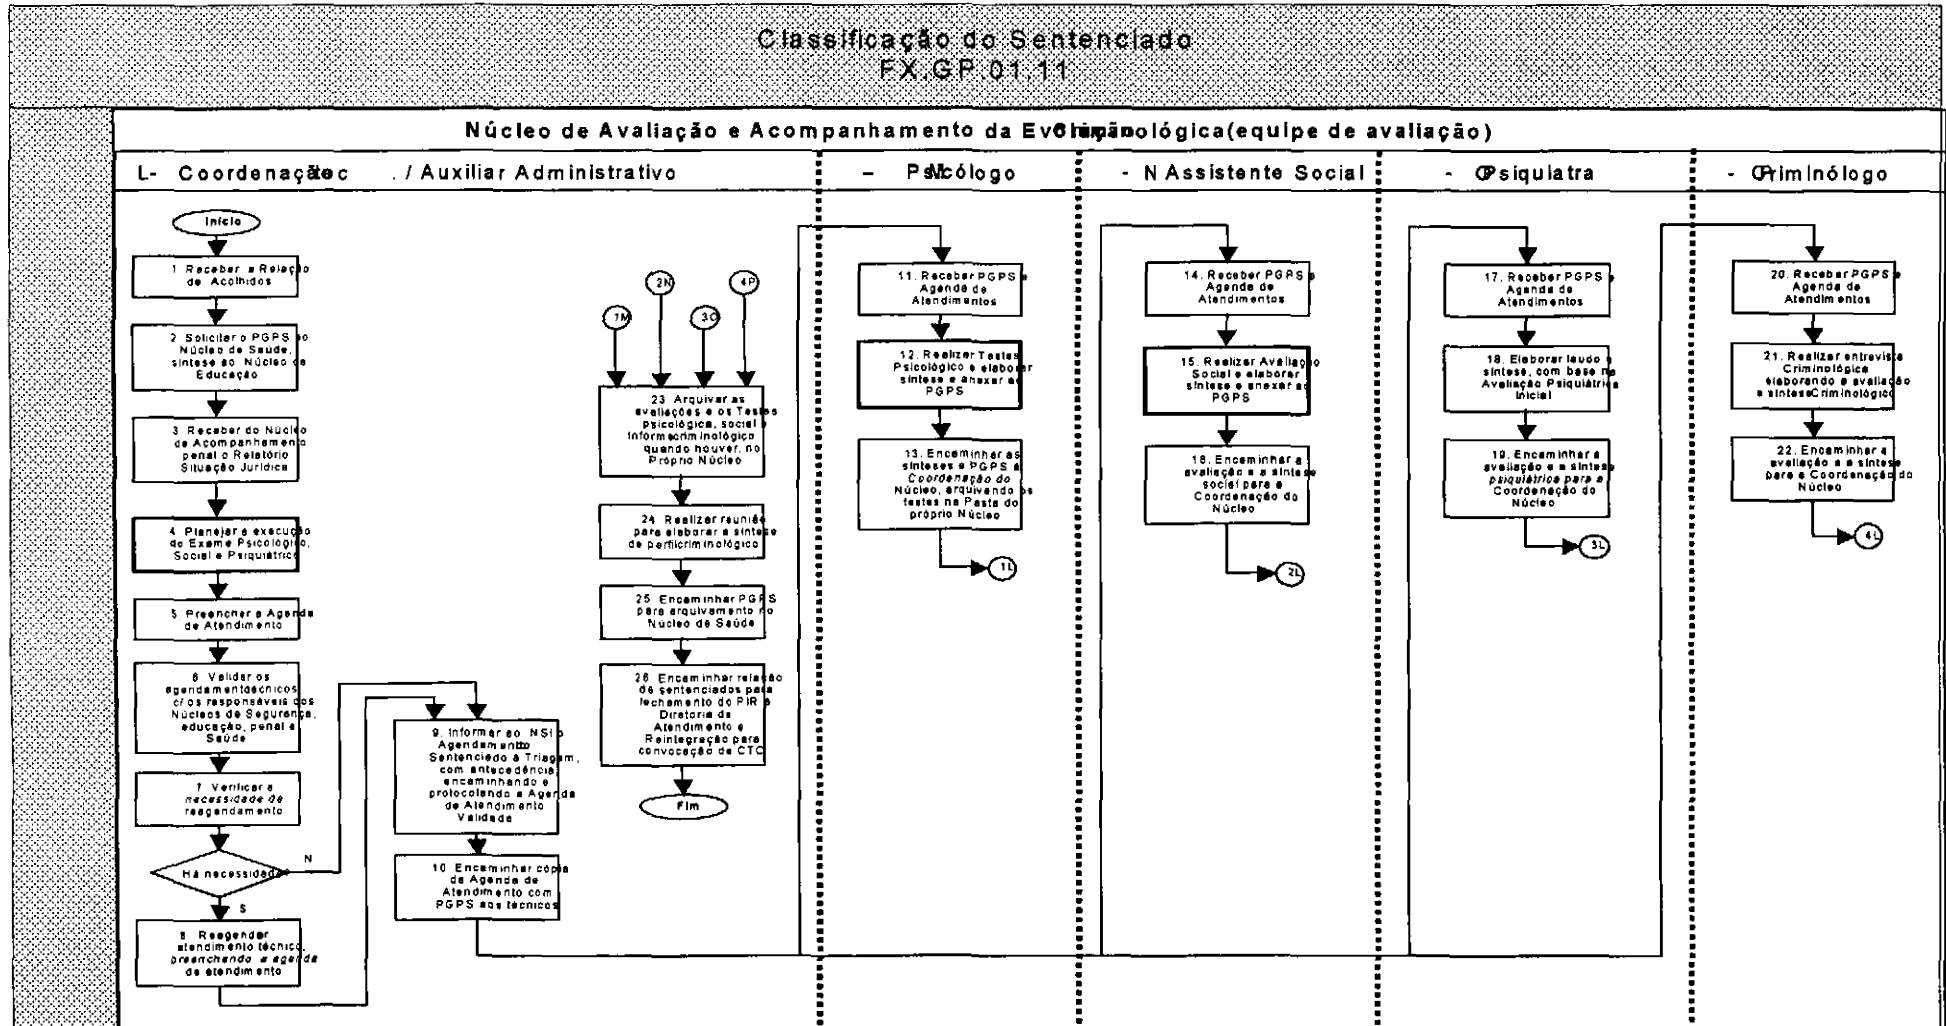 Classificação do Sentenciado
FX.GP.01.11
Núcleo de Avaliação e Acompanhamento da (equipe de avaliação)
L- Coordenação . / Auxiliar Administrativo
– Psicólogo
- N Assistente Social
- Psiquiatra
- Criminólogo
Início
1 Receber a Relação
de Acolhidos
2 Solicitar o PGPS ao
Núcleo de Saúde,
síntese ao Núcleo de
Educação
3 Receber do Núcleo
de Acompanhamento
penal o Relatório
Situação Jurídica
4 Planejar a execução
do Exame Psicológico,
Social e Psiquiátrico
5 Preencher a Agenda
de Atendimento
6 Validar os
agendamentotécnicos
c/ os responsáveis dos
Núcleos de Segurança,
educação, penal e
Saúde
7 Verificar a
necessidade de
reagendamento
Há necessidade
N
S
8 Reagendar
atendimento técnico,
preenchando a agenda
de atendimento
9. Informar ao NSI o
Agendamento
Sentenciado à Triagem,
com antecedência,
encaminhando e
protocolando a Agenda
de Atendimento
Validade
10 Encaminhar cópia
da Agenda de
Atendimento com
PGPS aos técnicos
1M
2N
3O
4P
23 Arquivar as
avaliações e os Testes
psicológica, social e
Informecriminológico
quando houver, no
Próprio Núcleo
24 Realizar reunião
para elaborar a síntese
de perfilcriminológico
25 Encaminhar PGPS
para arquivamento no
Núcleo de Saúde
26 Encaminhar relação
de sentenciados para
fechamento do PIR à
Diretoria de
Atendimento e
Reintegração para
convocação da CTC
Fim
11. Receber PGPS e
Agenda de
Atendimentos
12. Realizar Testes
Psicológico e elaborar
síntese e anexar ao
PGPS
13. Encaminhar as
sínteses e PGPS à
Coordenação do
Núcleo, arquivando os
testes na Pasta do
próprio Núcleo
1L
14. Receber PGPS e
Agenda de
Atendimentos
15. Realizar Avaliação
Social e elaborar
síntese e anexar ao
PGPS
16. Encaminhar a
avaliação e a síntese
social para a
Coordenação do
Núcleo
2L
17. Receber PGPS e
Agenda de
Atendimentos
18. Elaborar laudo e
síntese, com base na
Avaliação Psiquiátrica
Inicial
19. Encaminhar a
avaliação e a síntese
psiquiátrica para a
Coordenação do
Núcleo
3L
20. Receber PGPS e
Agenda de
Atendimentos
21. Realizar entrevista
Criminológica
elaborando a avaliação
e sínteseCriminológico
22. Encaminhar a
avaliação e a síntese
para a Coordenação do
Núcleo
4L